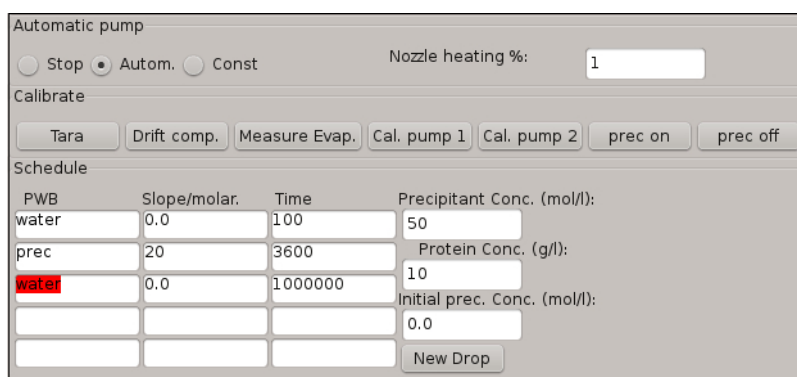 Automatic pump
Stop Autom. Const Nozzle heating %: 1
Calibrate
Tara Drift comp. Measure Evap. Cal. pump 1 Cal. pump 2 prec on prec off
Schedule
PWB Slope/molar. Time Precipitant Conc. (mol/l):
water 0.0 100 50
Protein Conc. (g/l):
prec 20 3600 10
water 0.0 1000000
Initial prec. Conc. (mol/l):
0.0
New Drop